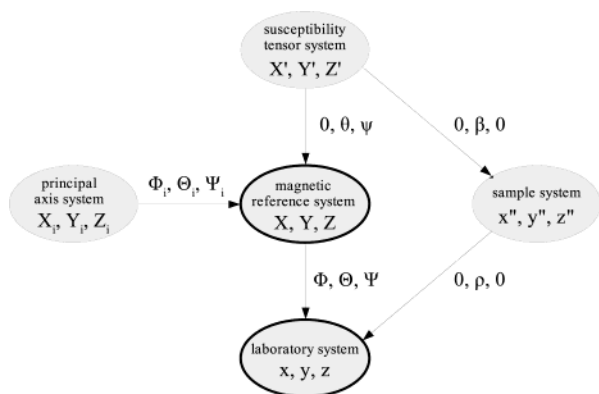 susceptibility
tensor system
X', Y', Z'
0, θ, ψ
0, β, 0
principal
axis system
Xi, Yi, Zi
Φi, Θi, Ψi
magnetic
reference system
X, Y, Z
sample system
x", y", z"
Φ, Θ, Ψ
0, ρ, 0
laboratory system
x, y, z